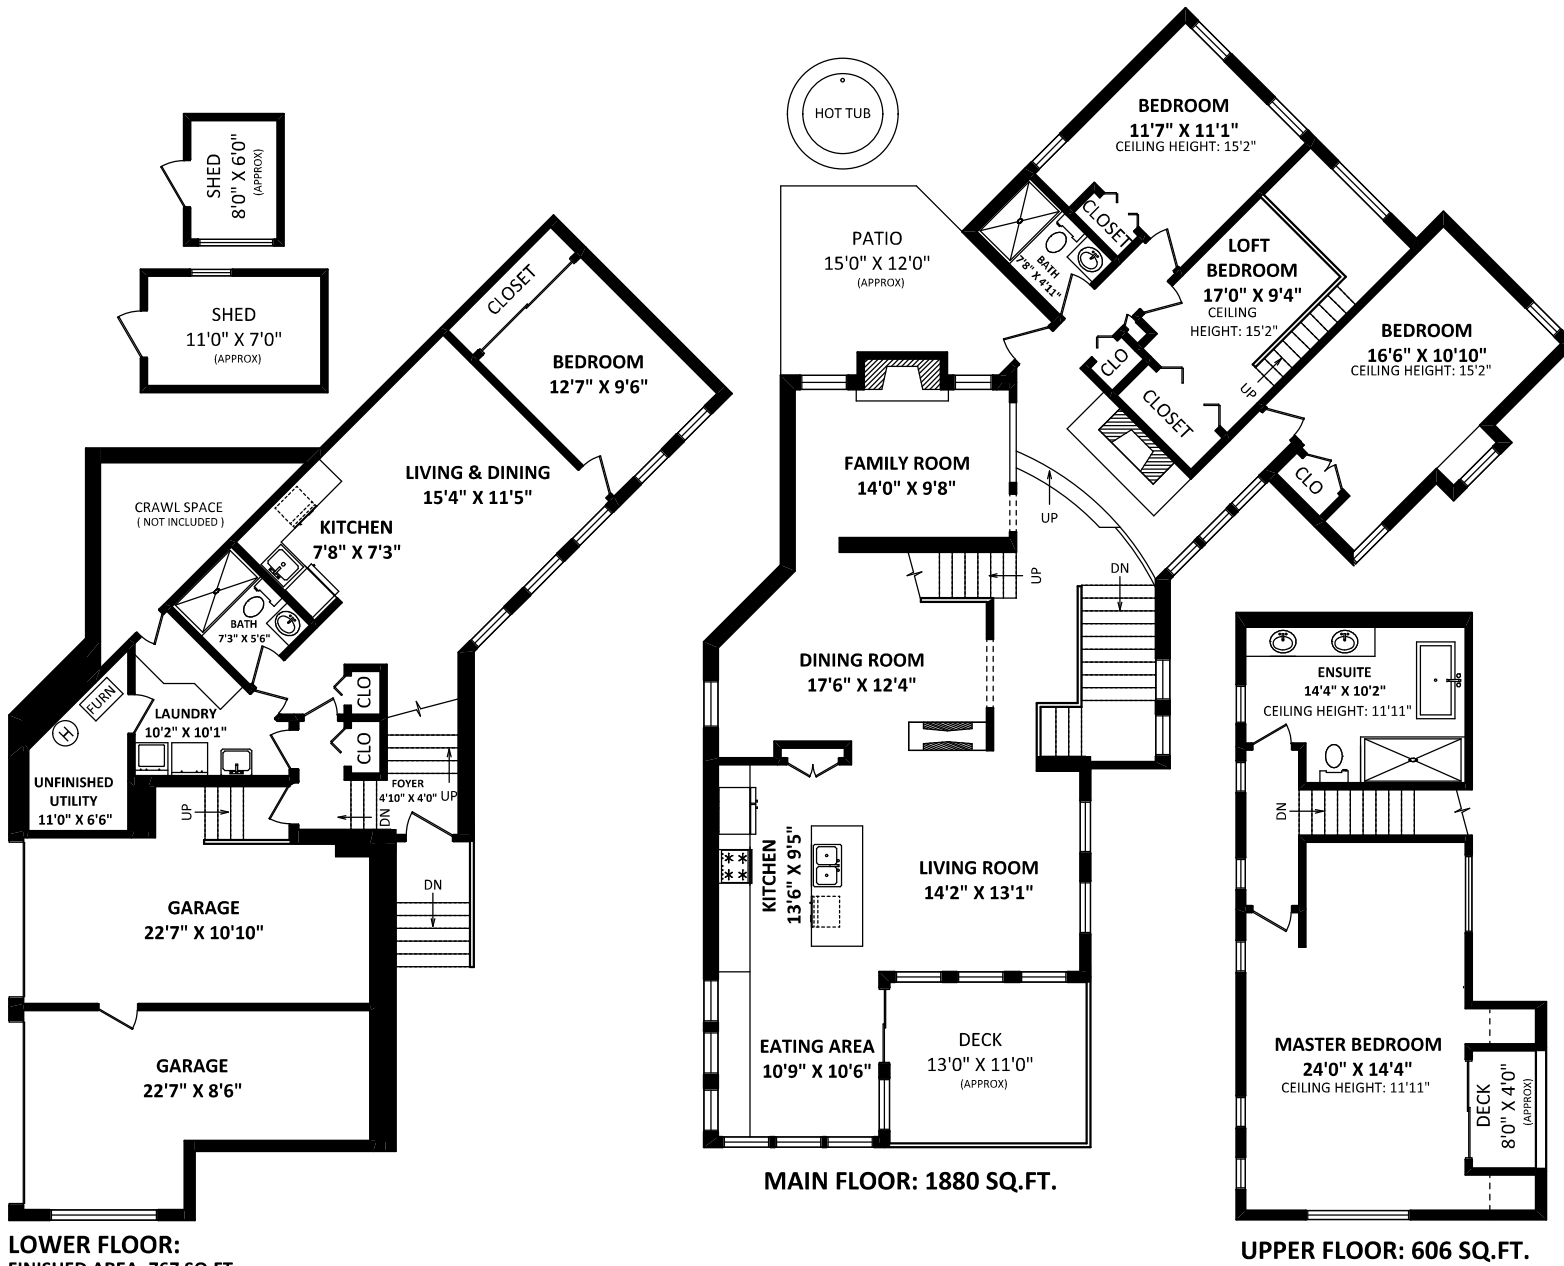 SHED
8'0" X 6'0"
(APPROX)
SHED
11'0" X 7'0"
(APPROX)
CLOSET
BEDROOM
12'7" X 9'6"
LIVING & DINING
15'4" X 11'5"
CRAWL SPACE
( NOT INCLUDED )
KITCHEN
7'8" X 7'3"
BATH
7'3" X 5'6"
FURN
H
LAUNDRY
10'2" X 10'1"
CLO
CLO
UNFINISHED
UTILITY
11'0" X 6'6"
UP
FOYER
4'10" X 4'0"
UP
DN
DN
GARAGE
22'7" X 10'10"
GARAGE
22'7" X 8'6"
LOWER FLOOR:
FINISHED AREA: 767 SQ.FT.
HOT TUB
PATIO
15'0" X 12'0"
(APPROX)
BEDROOM
11'7" X 11'1"
CEILING HEIGHT: 15'2"
CLOSET
BATH
7'8" X 4'11"
LOFT
BEDROOM
17'0" X 9'4"
CEILING
HEIGHT: 15'2"
UP
CLO
CLOSET
BEDROOM
16'6" X 10'10"
CEILING HEIGHT: 15'2"
CLO
FAMILY ROOM
14'0" X 9'8"
UP
UP
DN
DINING ROOM
17'6" X 12'4"
KITCHEN
13'6" X 9'5"
LIVING ROOM
14'2" X 13'1"
EATING AREA
10'9" X 10'6"
DECK
13'0" X 11'0"
(APPROX)
MAIN FLOOR: 1880 SQ.FT.
ENSUITE
14'4" X 10'2"
CEILING HEIGHT: 11'11"
DN
MASTER BEDROOM
24'0" X 14'4"
CEILING HEIGHT: 11'11"
DECK
8'0" X 4'0"
(APPROX)
UPPER FLOOR: 606 SQ.FT.